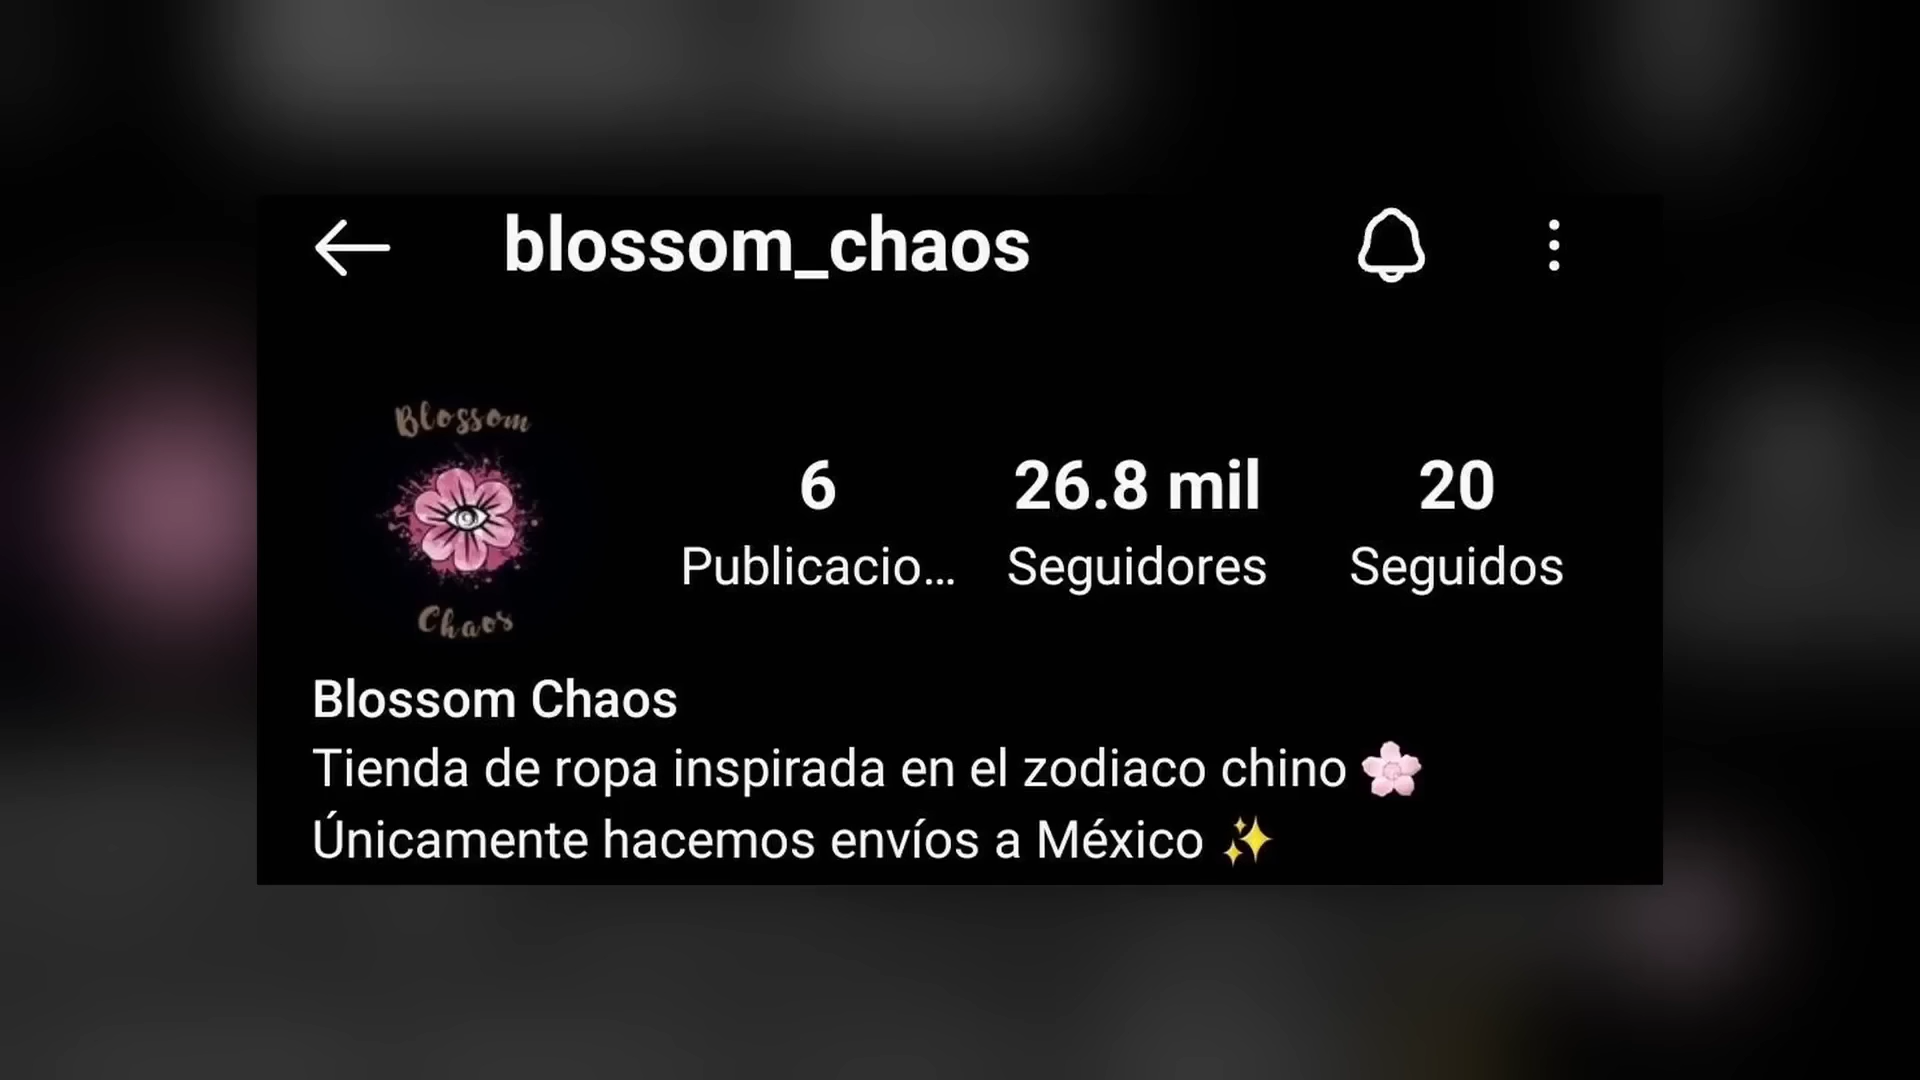 blossom_chaos
Blossom
Chaos
6
Publicacio...
26.8 mil
Seguidores
20
Seguidos
Blossom Chaos
Tienda de ropa inspirada en el zodiaco chino 🌸
Únicamente hacemos envíos a México ✨